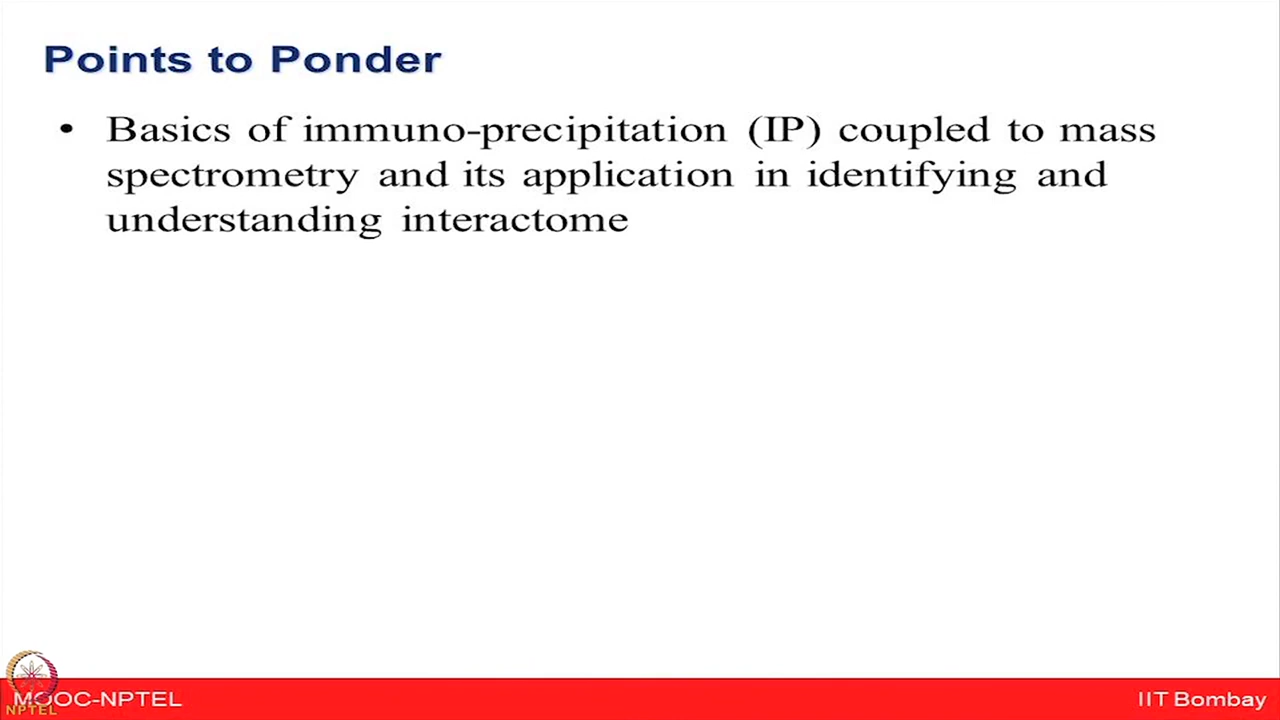 Points to Ponder
• Basics of immuno-precipitation (IP) coupled to mass
spectrometry and its application in identifying and
understanding interactome
MOOC-NPTEL
IIT Bombay
NPTEL